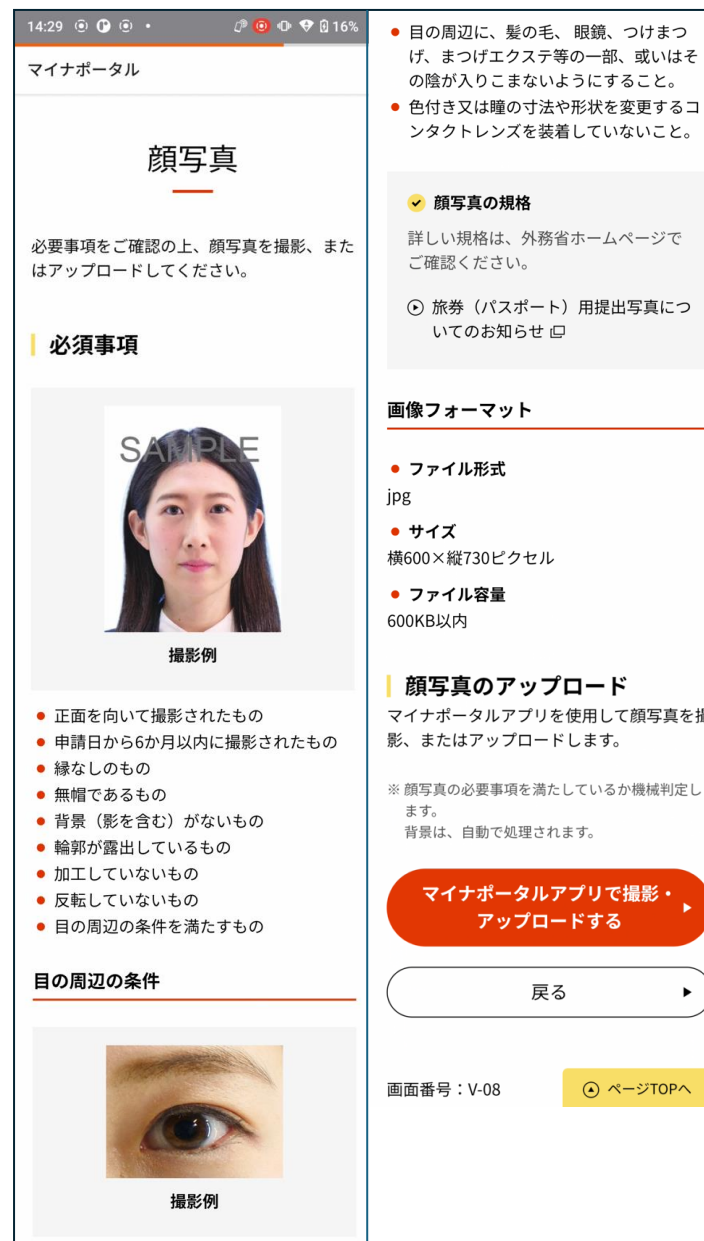 14:29
16%
マイナポータル
顔写真
必要事項をご確認の上、顔写真を撮影、また
はアップロードしてください。
必須事項
SAMPLE
撮影例
正面を向いて撮影されたもの
申請日から6か月以内に撮影されたもの
縁なしのもの
無帽であるもの
背景（影を含む）がないもの
輪郭が露出しているもの
加工していないもの
反転していないもの
目の周辺の条件を満たすもの
目の周辺の条件
撮影例
目の周辺に、髪の毛、 眼鏡、つけまつ
げ、まつげエクステ等の一部、或いはそ
の陰が入りこまないようにすること。
色付き又は瞳の寸法や形状を変更するコ
ンタクトレンズを装着していないこと。
顔写真の規格
詳しい規格は、外務省ホームページで
ご確認ください。
旅券（パスポート）用提出写真につ
いてのお知らせ
画像フォーマット
ファイル形式
jpg
サイズ
横600×縦730ピクセル
ファイル容量
600KB以内
顔写真のアップロード
マイナポータルアプリを使用して顔写真を撮
影、またはアップロードします。
※ 顔写真の必要事項を満たしているか機械判定し
ます。
背景は、自動で処理されます。
マイナポータルアプリで撮影・
アップロードする
戻る
画面番号：V-08
ページTOPへ